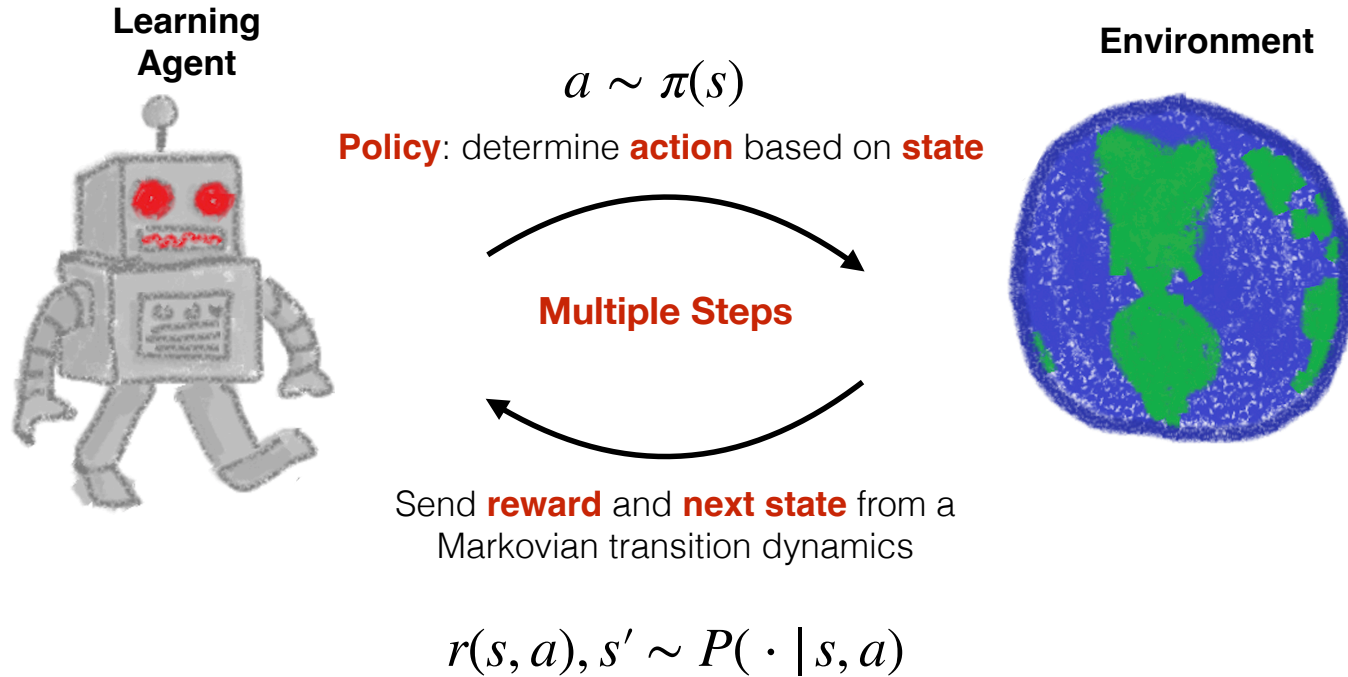 Learning
Agent
Environment
a ∼ π(s)
Policy: determine action based on state
Multiple Steps
Send reward and next state from a
Markovian transition dynamics
r(s, a), s′ ∼ P( · | s, a)